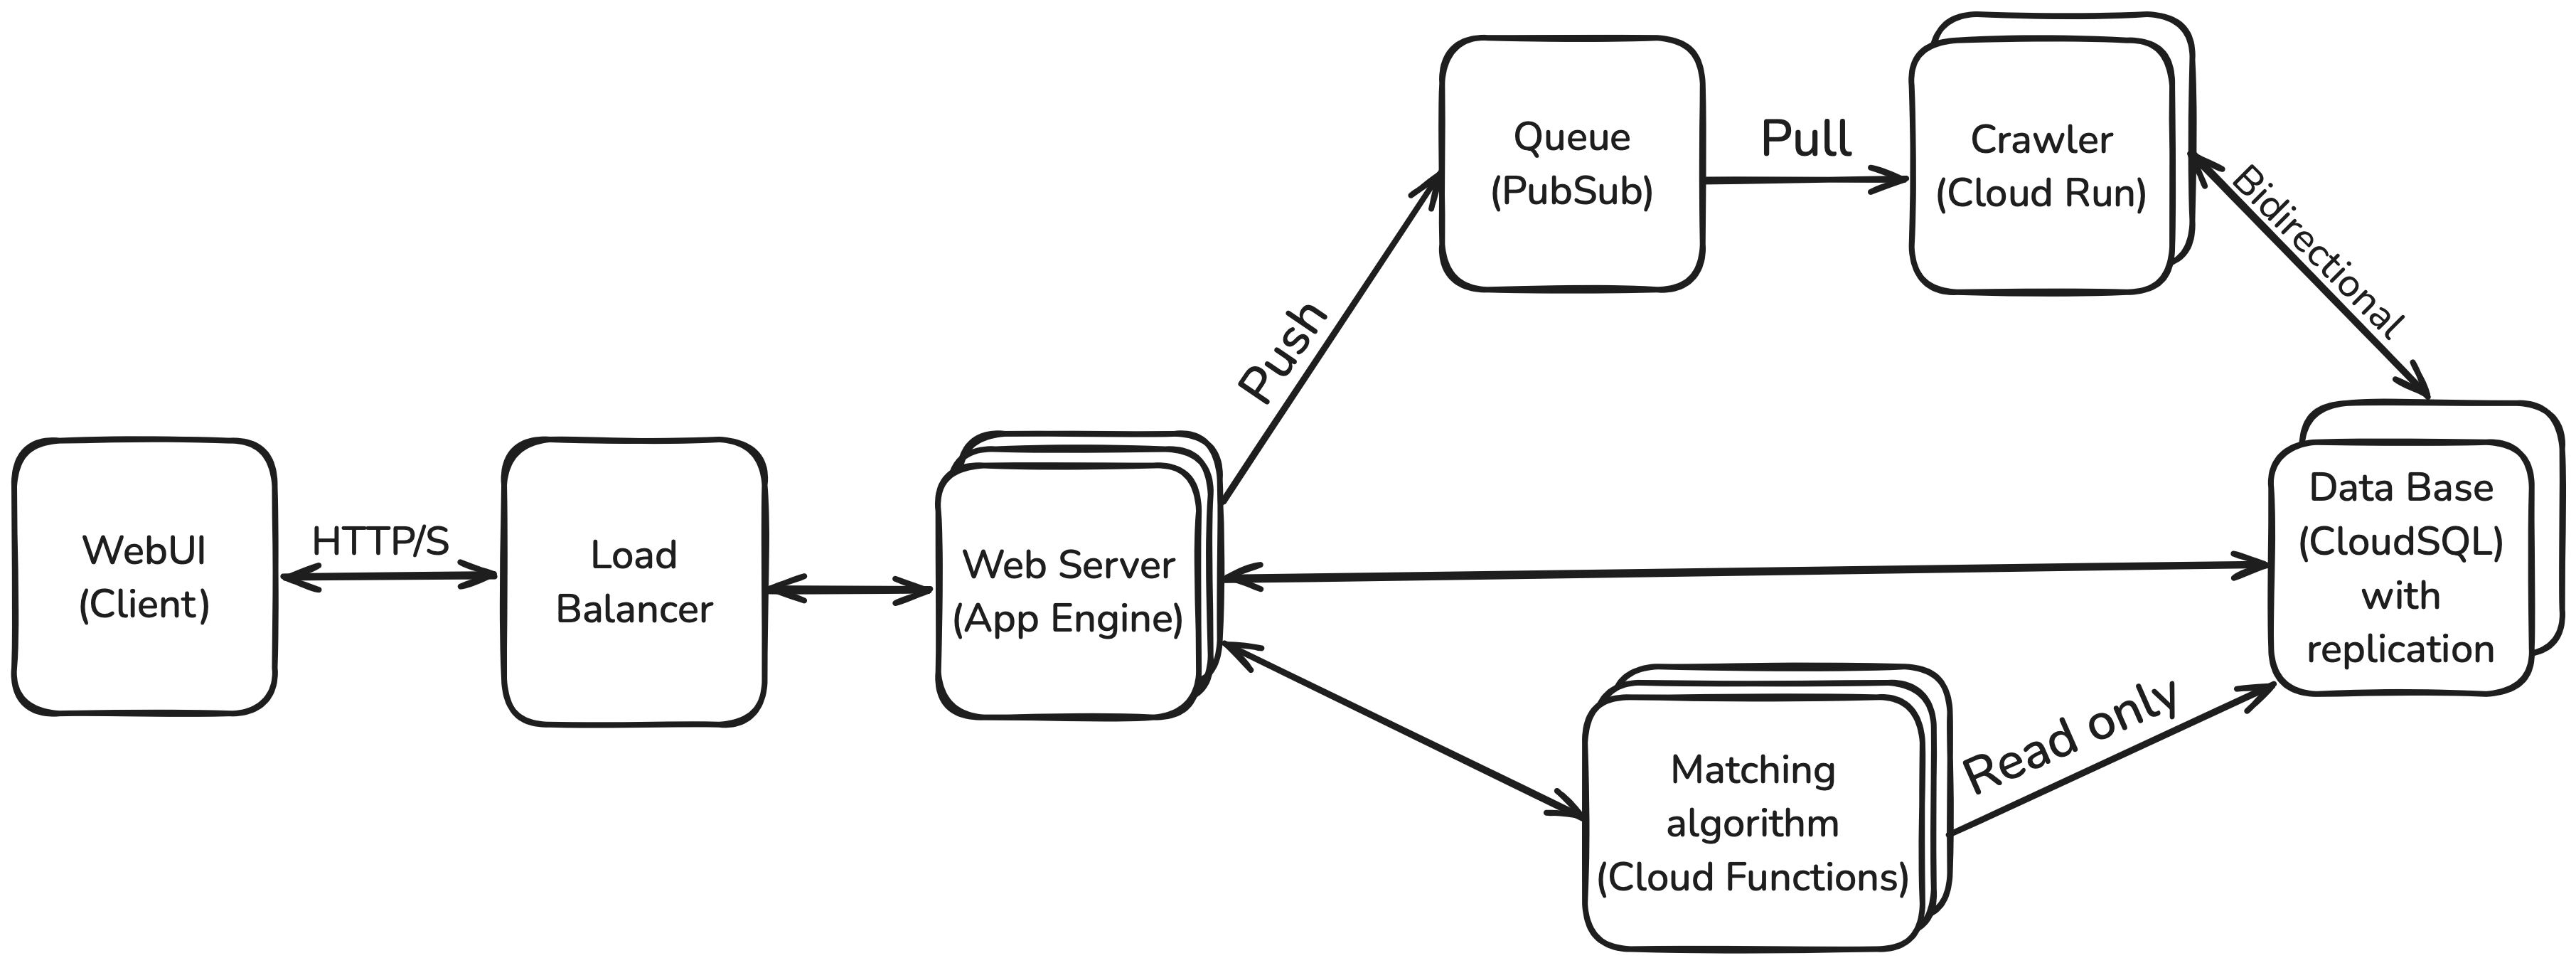 WebUI
(Client)
HTTP/S
Load
Balancer
Web Server
(App Engine)
Push
Queue
(PubSub)
Pull
Crawler
(Cloud Run)
Bidirectional
Data Base
(CloudSQL)
with
replication
Matching
algorithm
(Cloud Functions)
Read only